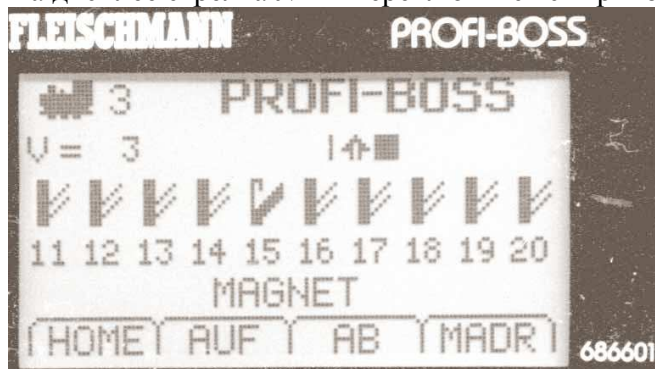 FLEISCHMANN PROFI-BOSS
3 PROFI-BOSS
V= 3
11 12 13 14 15 16 17 18 19 20
MAGNET
HOME AUF AB MADR
686601